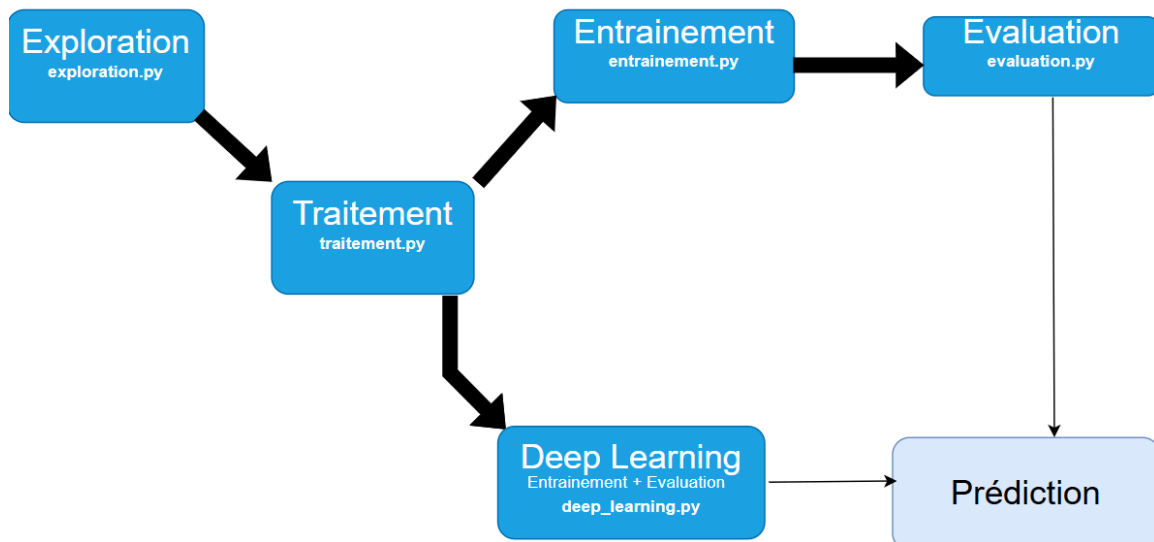 Exploration
exploration.py
Entrainement
entrainement.py
Evaluation
evaluation.py
Traitement
traitement.py
Deep Learning
Entrainement + Evaluation
deep_learning.py
Prédiction